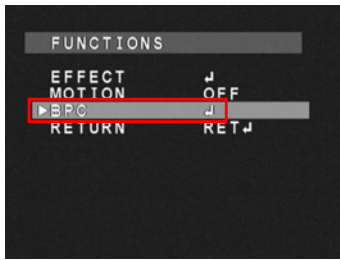 FUNCTIONS
EFFECT ↲
MOTION OFF
▶BPC ↲
RETURN RET↲